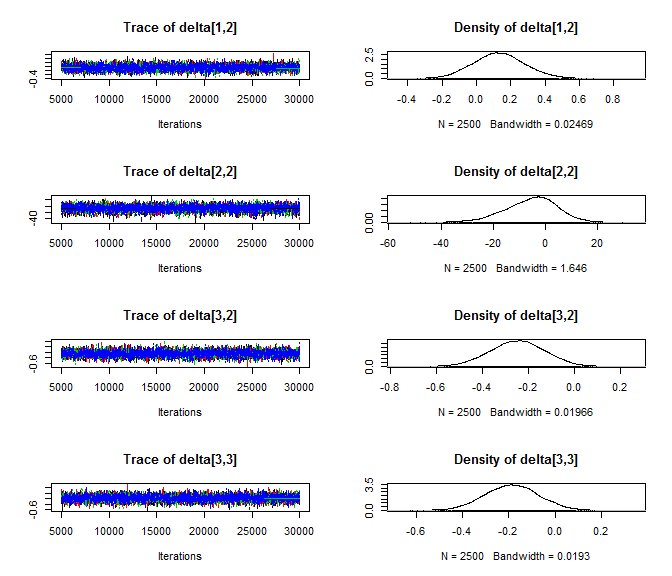 Trace of delta[1,2]
-0.4
5000 10000 15000 20000 25000 30000
Iterations
Density of delta[1,2]
0.0 2.5
-0.4 -0.2 0.0 0.2 0.4 0.6 0.8
N = 2500 Bandwidth = 0.02469
Trace of delta[2,2]
-40
5000 10000 15000 20000 25000 30000
Iterations
Density of delta[2,2]
0.00
-60 -40 -20 0 20
N = 2500 Bandwidth = 1.646
Trace of delta[3,2]
-0.6
5000 10000 15000 20000 25000 30000
Iterations
Density of delta[3,2]
0.0
-0.8 -0.6 -0.4 -0.2 0.0 0.2
N = 2500 Bandwidth = 0.01966
Trace of delta[3,3]
-0.6
5000 10000 15000 20000 25000 30000
Iterations
Density of delta[3,3]
0.0 3.5
-0.6 -0.4 -0.2 0.0 0.2
N = 2500 Bandwidth = 0.0193